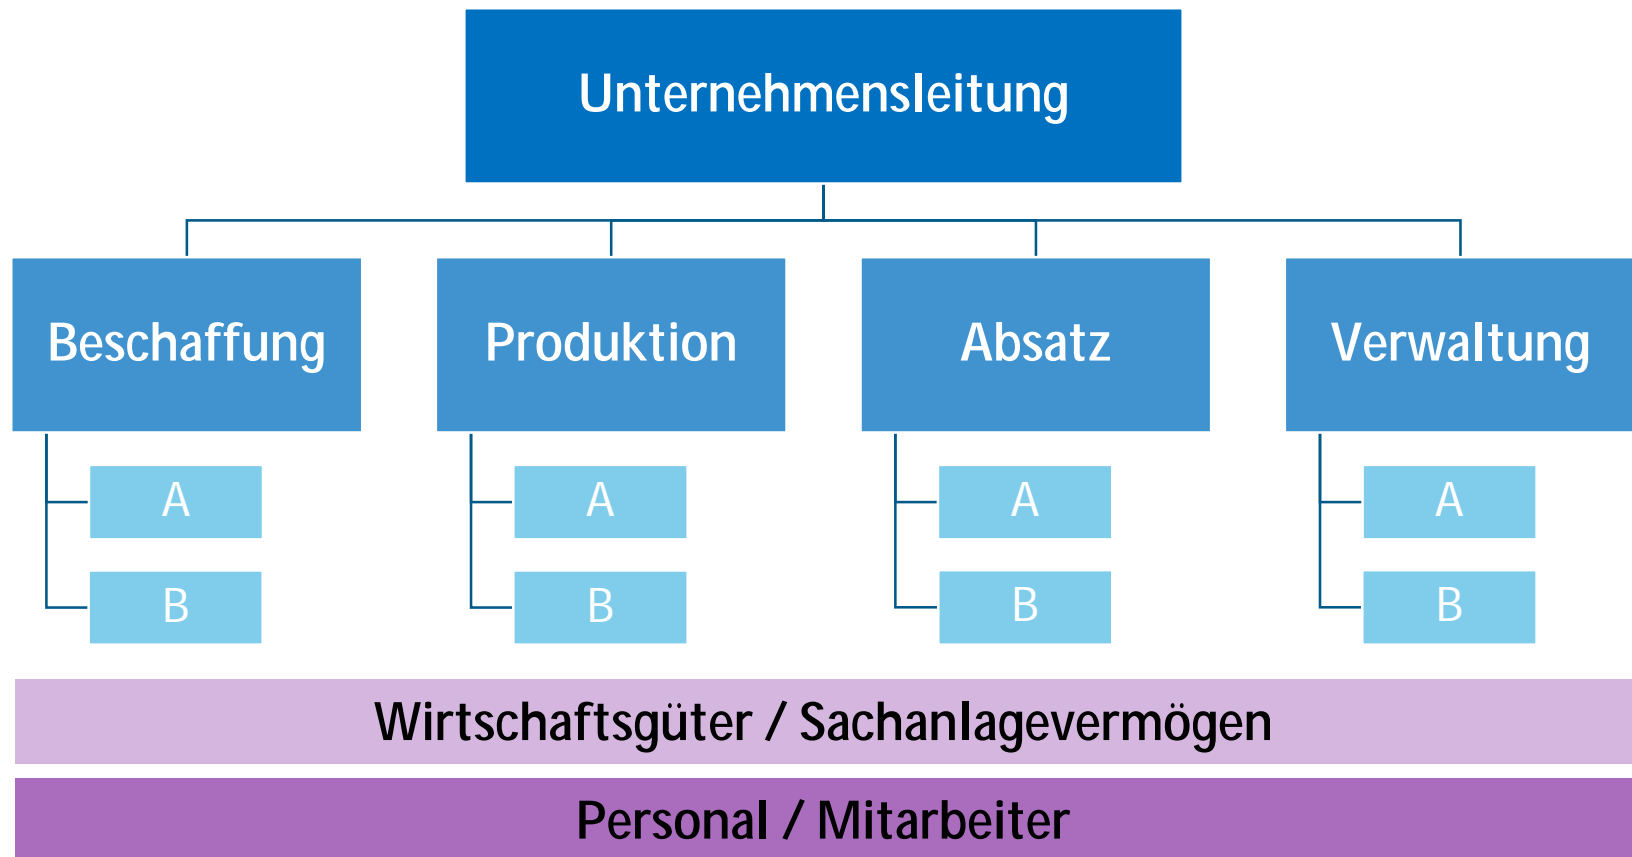 Unternehmensleitung
Beschaffung
Produktion
Absatz
Verwaltung
A
A
A
A
B
B
B
B
Wirtschaftsgüter / Sachanlagevermögen
Personal / Mitarbeiter